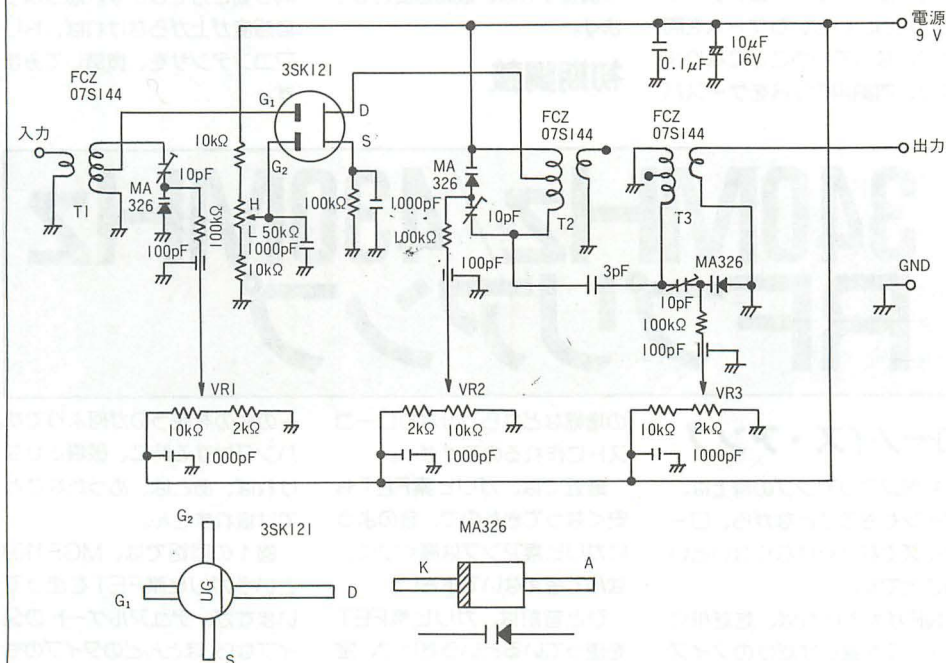 電源
9 V
10μF
16V
0.1μF
3SK121
FCZ
07S144
G₁
D
S
G₂
入力
10kΩ
10pF
MA
326
T1
100kΩ
100pF
H
L 50kΩ
1000pF
10kΩ
100kΩ
1,000pF
MA
326
FCZ
07S144
FCZ
07S144
出力
T2
T3
10pF
100kΩ
100pF
3pF
MA326
GND
10pF
100kΩ
100pF
VR1
10kΩ
2kΩ
1000pF
VR2
2kΩ
10kΩ
1000pF
VR3
10kΩ
2kΩ
1000pF
G₂
3SK121
G₁
UG
D
S
MA326
K
A